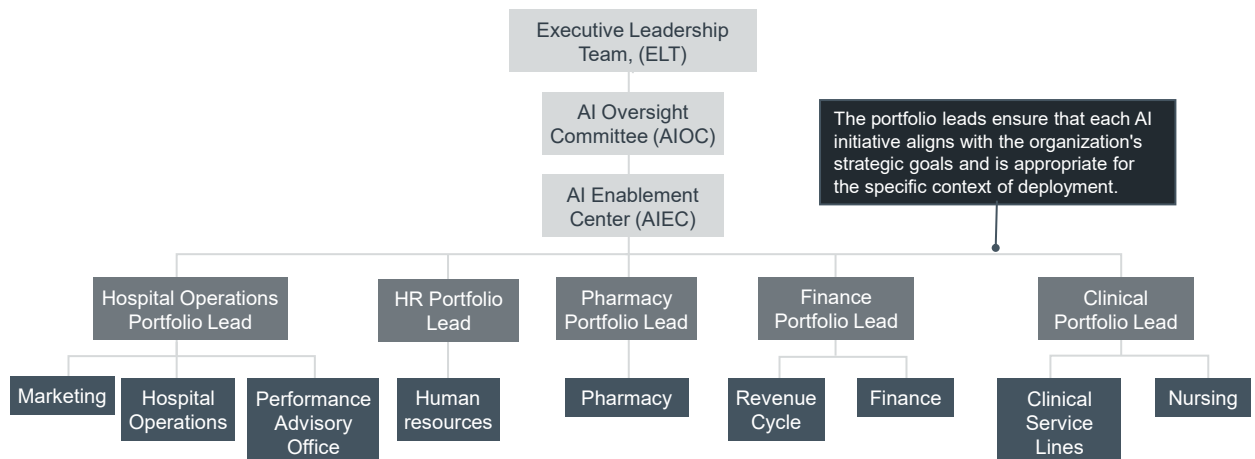 Executive Leadership
Team, (ELT)
AI Oversight
Committee (AIOC)
The portfolio leads ensure that each AI
initiative aligns with the organization's
strategic goals and is appropriate for
the specific context of deployment.
AI Enablement
Center (AIEC)
Hospital Operations
Portfolio Lead
HR Portfolio
Lead
Pharmacy
Portfolio Lead
Finance
Portfolio Lead
Clinical
Portfolio Lead
Marketing
Hospital
Operations
Performance
Advisory
Office
Human
resources
Pharmacy
Revenue
Cycle
Finance
Clinical
Service
Lines
Nursing